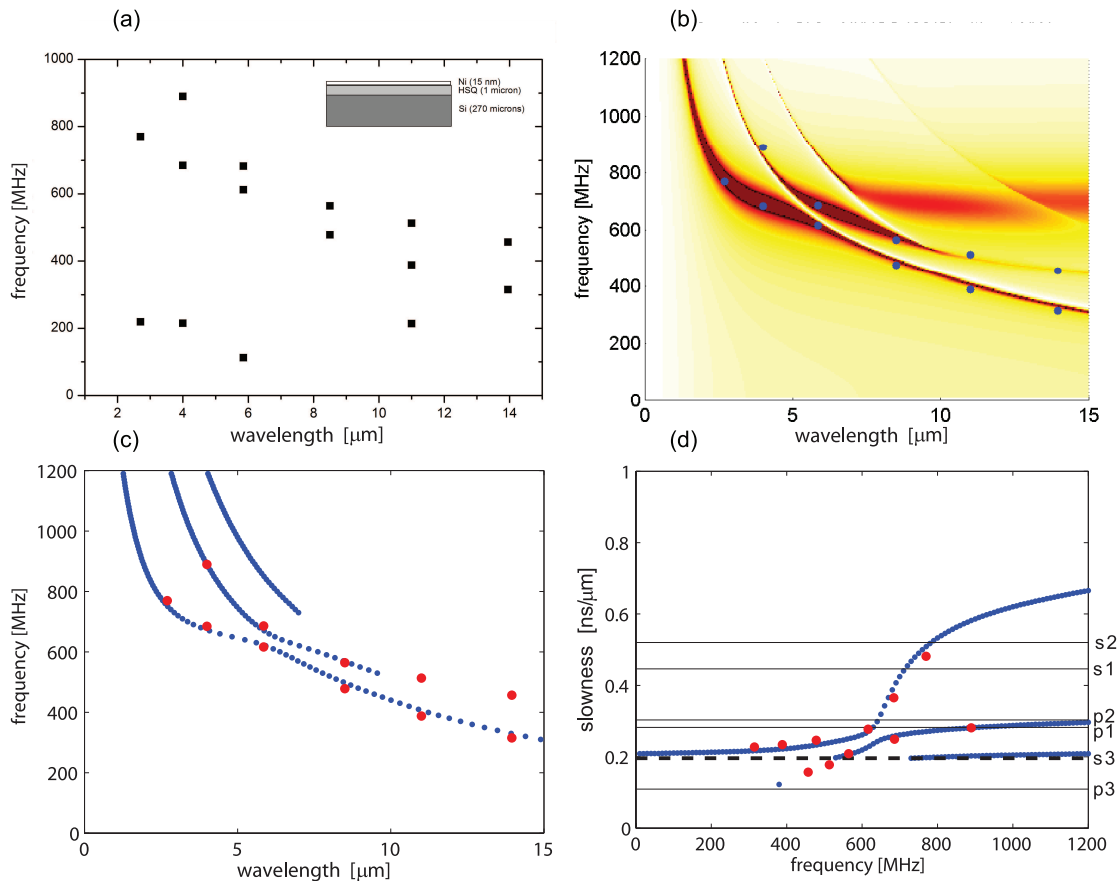 (a)
1000
800
600
400
200
0
frequency [MHz]
2
4
6
8
10
12
14
wavelength [μm]
Ni (15 nm)
HSQ (1 micron)
Si (270 microns)
(b)
1200
1000
800
600
400
200
0
frequency [MHz]
0
5
10
15
wavelength [μm]
(c)
1200
1000
800
600
400
200
0
frequency [MHz]
0
5
10
15
wavelength [μm]
(d)
1
0.8
0.6
0.4
0.2
0
slowness [ns/μm]
s2
s1
p2
p1
s3
p3
0
200
400
600
800
1000
1200
frequency [MHz]